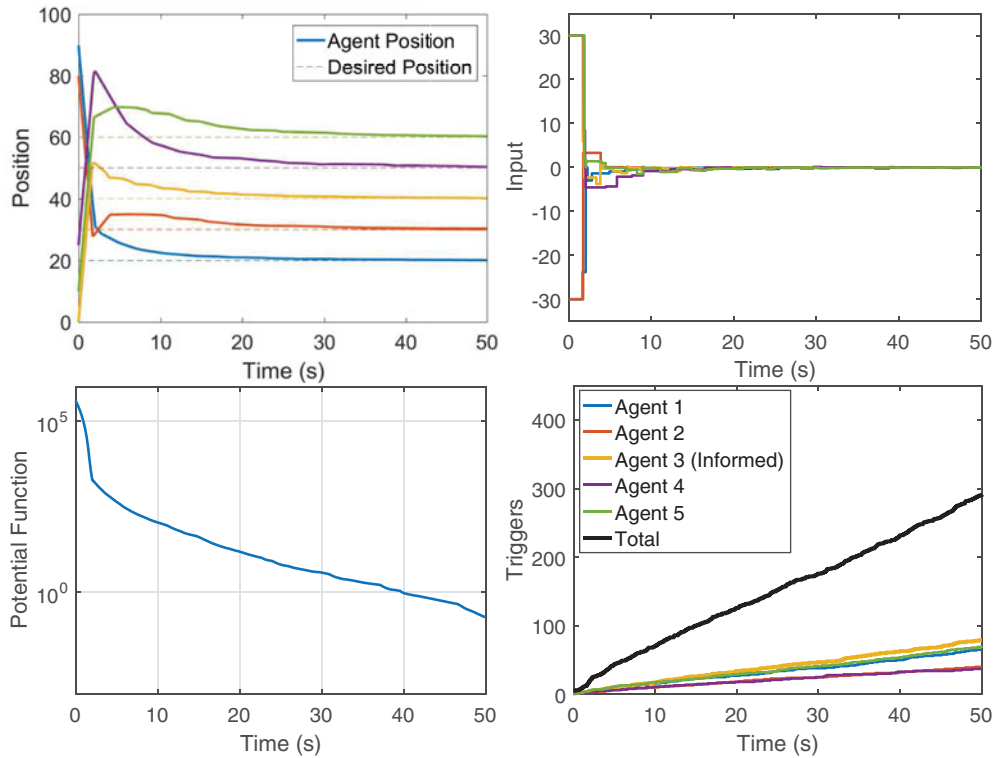 100
80
60
40
20
0
Position
Agent Position
Desired Position
0
10
20
30
40
50
Time (s)
30
20
10
0
-10
-20
-30
Input
0
10
20
30
40
50
Time (s)
10^5
10^0
Potential Function
0
10
20
30
40
50
Time (s)
400
300
200
100
0
Triggers
Agent 1
Agent 2
Agent 3 (Informed)
Agent 4
Agent 5
Total
0
10
20
30
40
50
Time (s)